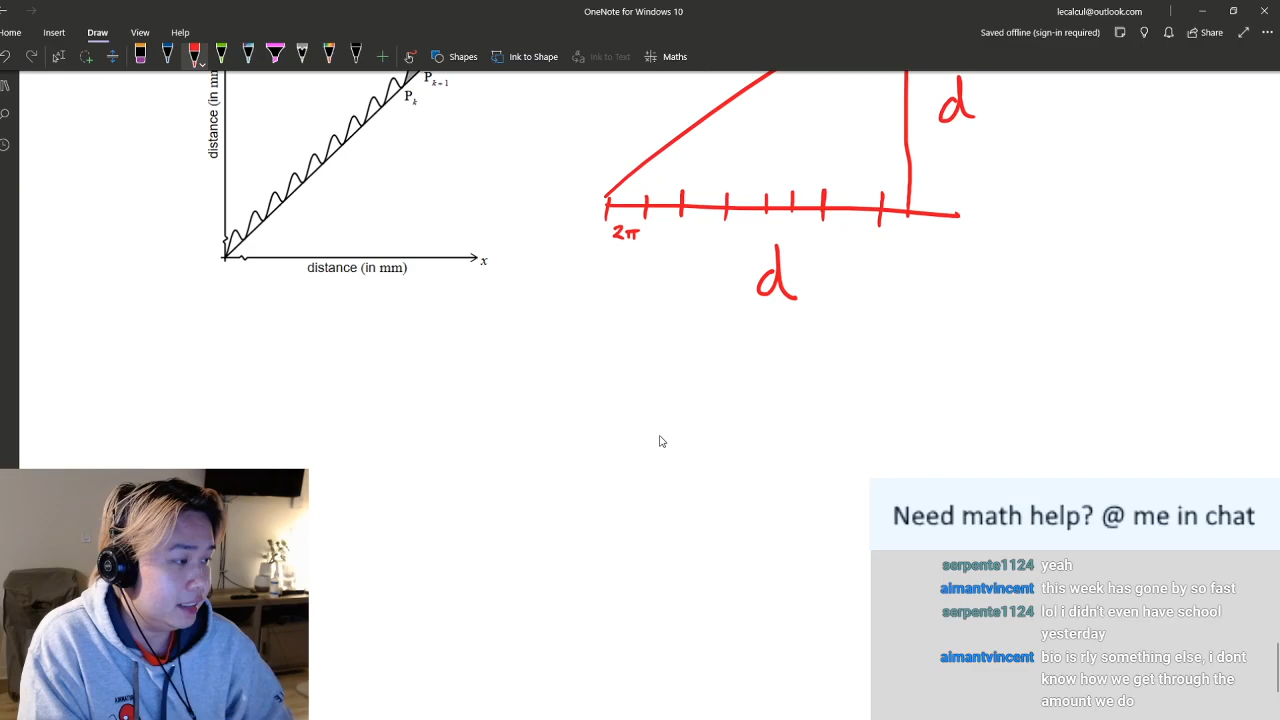 OneNote for Windows 10
lecalcul@outlook.com
Home Insert Draw View Help
Saved offline (sign-in required)
Share
Shapes
Ink to Shape
Ink to Text
Maths
distance (in mm
P k+1
P k
distance (in mm)
x
d
2π
d
Need math help? @ me in chat
serpente1124 yeah
aimantvincent this week has gone by so fast
serpente1124 lol i didn't even have school
yesterday
aimantvincent bio is rly something else, i dont
know how we get through the
amount we do